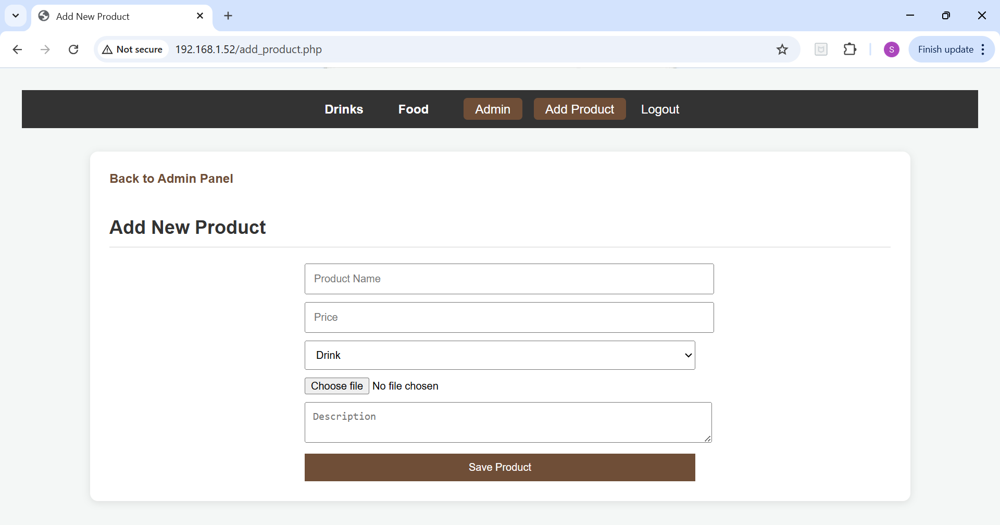 Add New Product
Not secure 192.168.1.52/add_product.php S Finish update
Drinks Food Admin Add Product Logout
Back to Admin Panel
Add New Product
Product Name
Price
Drink
Choose file No file chosen
Description
Save Product